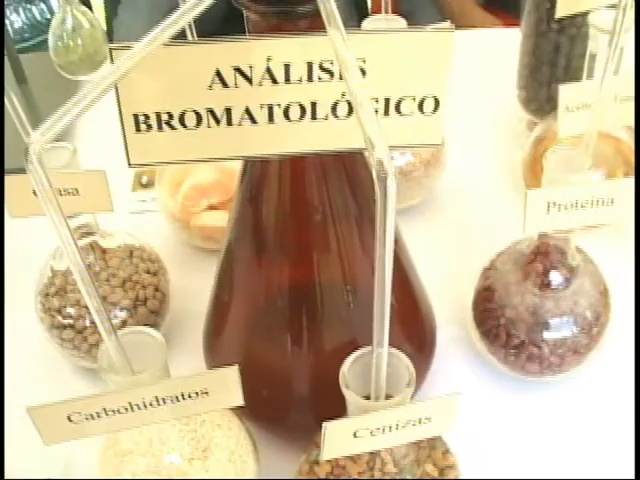 ANÁLISIS
BROMATOLÓGICO
Proteína
Carbohidratos
Cenizas